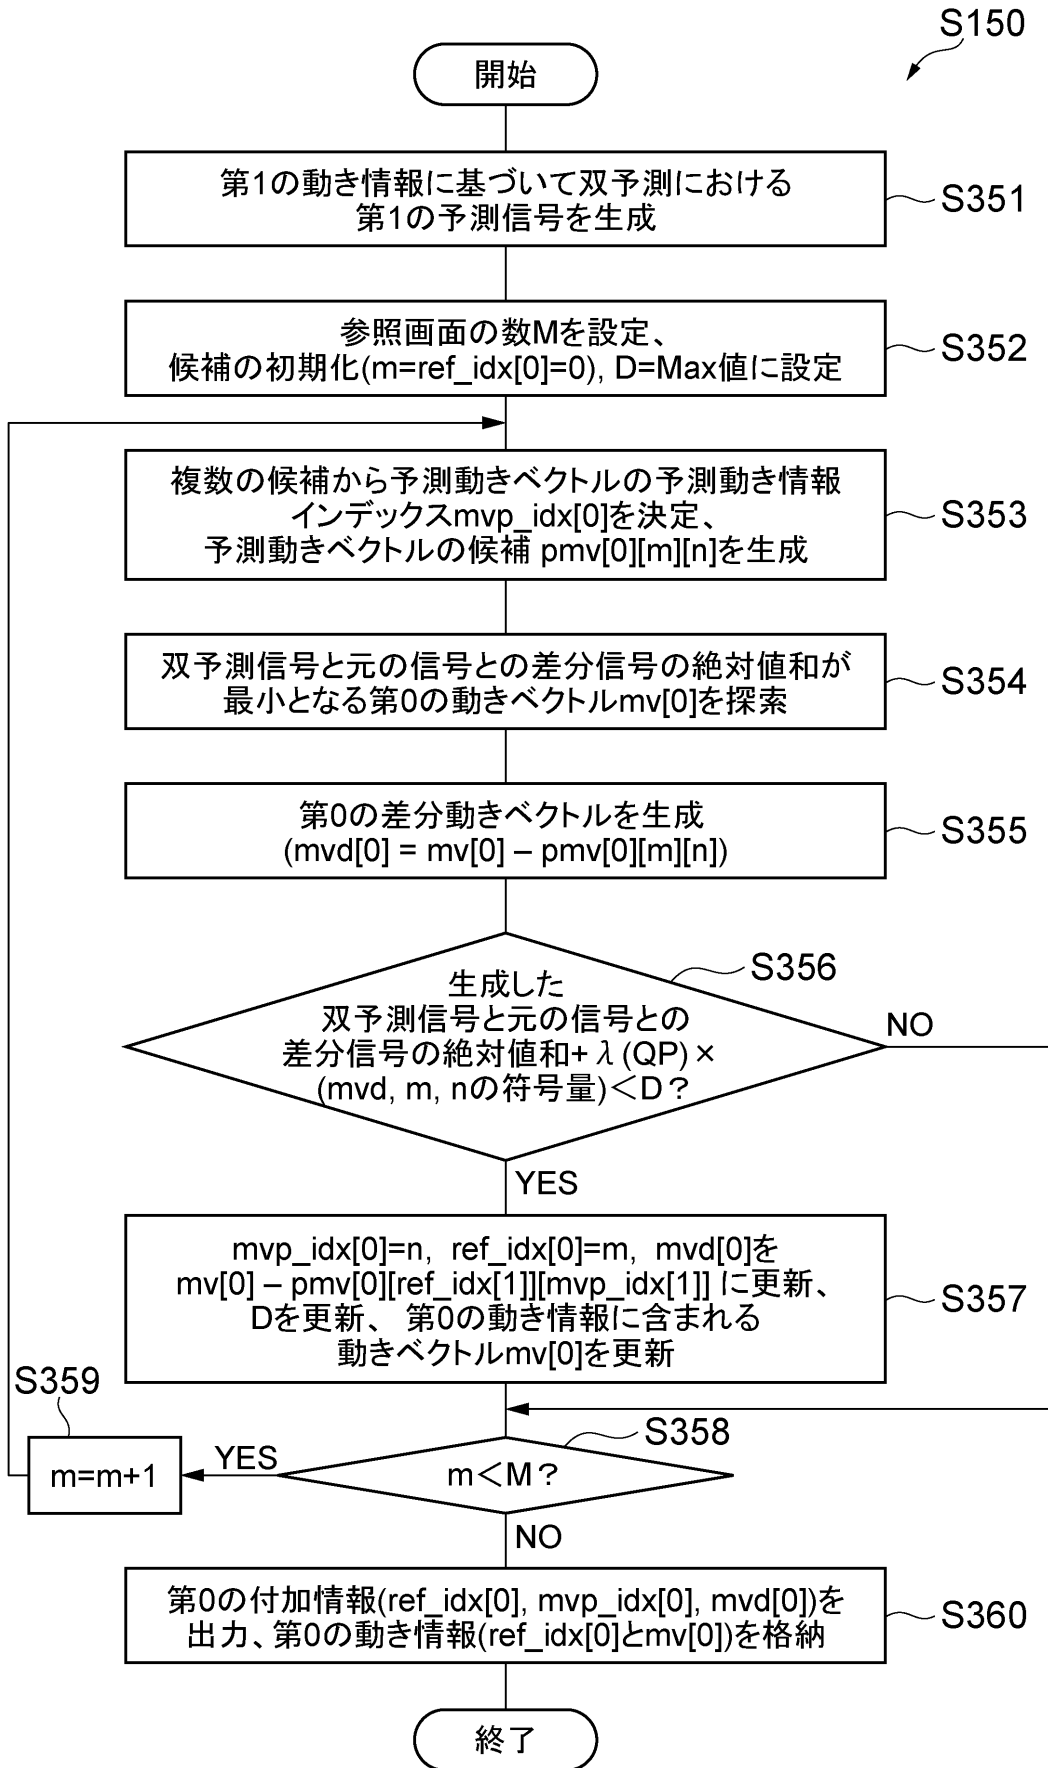 S150
開始
第1の動き情報に基づいて双予測における
第1の予測信号を生成
S351
参照画面の数Mを設定、
候補の初期化(m=ref_idx[0]=0), D=Max値に設定
S352
複数の候補から予測動きベクトルの予測動き情報
インデックスmvp_idx[0]を決定、
予測動きベクトルの候補 pmv[0][m][n]を生成
S353
双予測信号と元の信号との差分信号の絶対値和が
最小となる第0の動きベクトルmv[0]を探索
S354
第0の差分動きベクトルを生成
(mvd[0] = mv[0] – pmv[0][m][n])
S355
S356
生成した
双予測信号と元の信号との
差分信号の絶対値和+λ(QP)×
(mvd, m, nの符号量)<D?
NO
YES
mvp_idx[0]=n, ref_idx[0]=m, mvd[0]を
mv[0] – pmv[0][ref_idx[1]][mvp_idx[1]] に更新、
Dを更新、 第0の動き情報に含まれる
動きベクトルmv[0]を更新
S357
S359
m=m+1
YES
S358
m<M?
NO
第0の付加情報(ref_idx[0], mvp_idx[0], mvd[0])を
出力、第0の動き情報(ref_idx[0]とmv[0])を格納
S360
終了